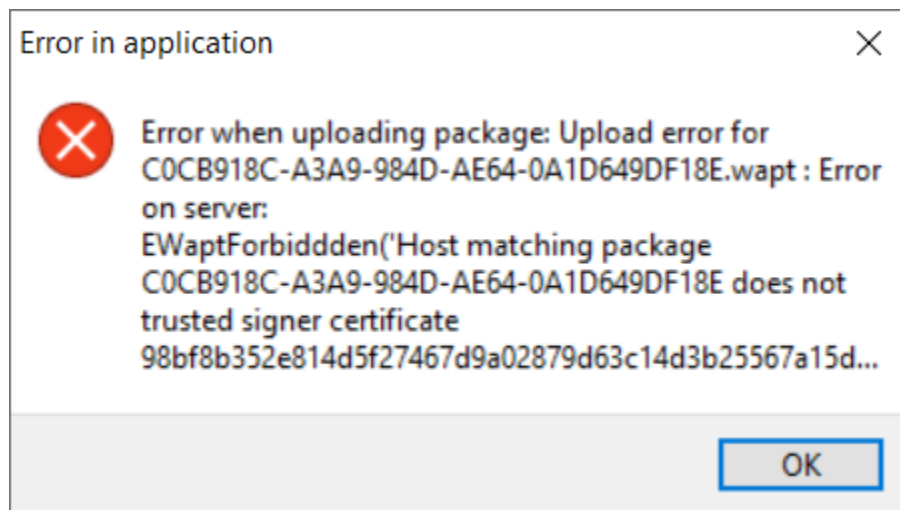 Error in application
Error when uploading package: Upload error for
C0CB918C-A3A9-984D-AE64-0A1D649DF18E.wapt : Error
on server:
EWaptForbiddden('Host matching package
C0CB918C-A3A9-984D-AE64-0A1D649DF18E does not
trusted signer certificate
98bf8b352e814d5f27467d9a02879d63c14d3b25567a15d...
OK